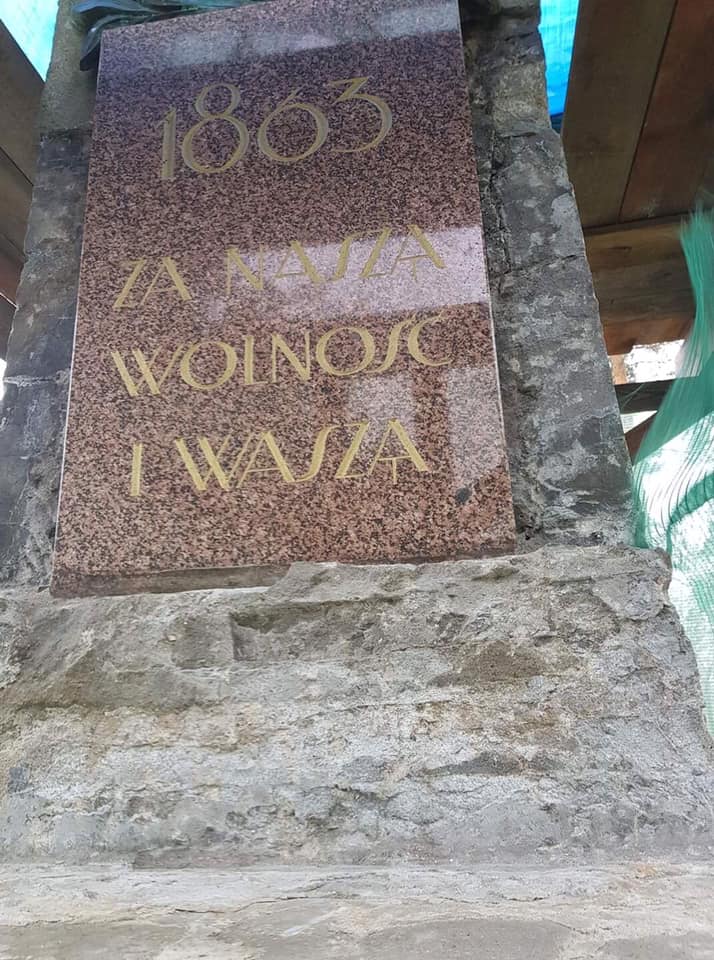 1863
ZA NASZĄ
WOLNOŚĆ
I WASZĄ